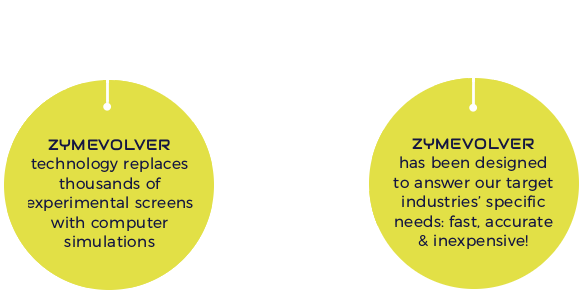 ZYMEVOLVER
technology replaces
thousands of
experimental screens
with computer
simulations
ZYMEVOLVER
has been designed
to answer our target
industries’ specific
needs: fast, accurate
& inexpensive!